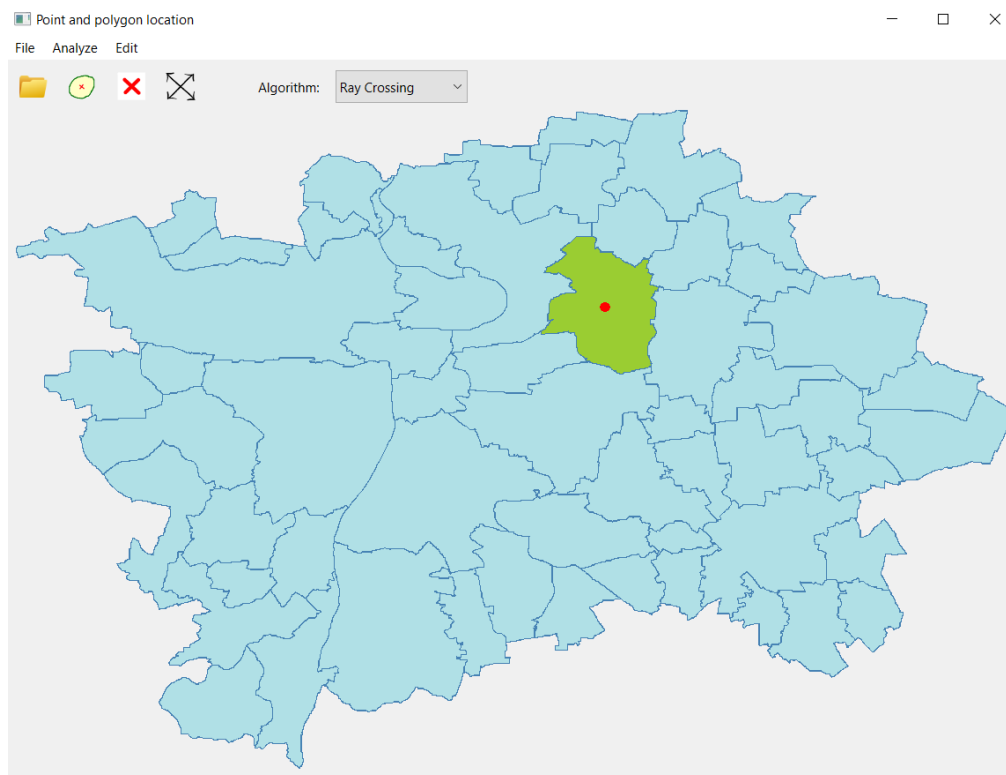 Point and polygon location
File Analyze Edit
Algorithm: Ray Crossing